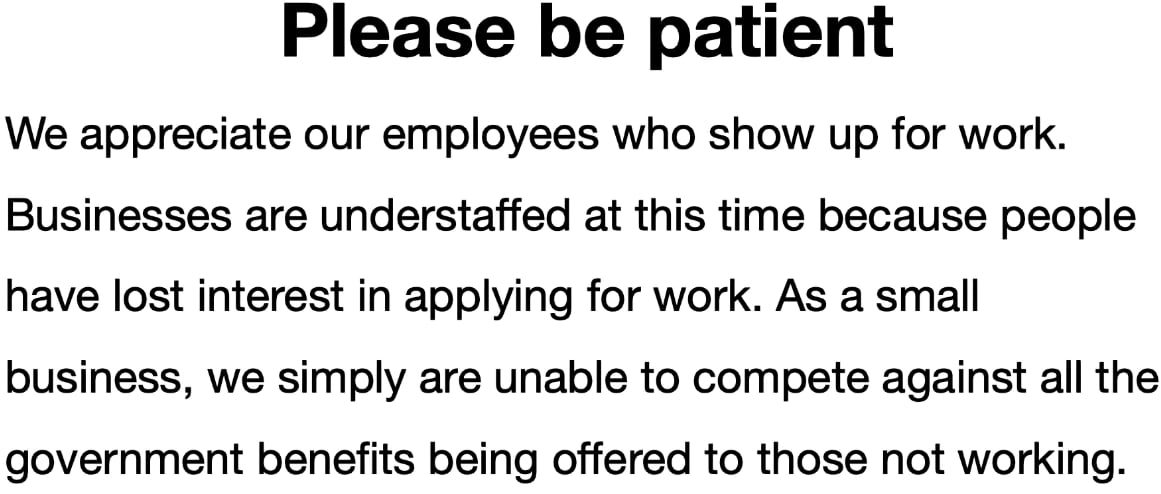 Please be patient
We appreciate our employees who show up for work.
Businesses are understaffed at this time because people
have lost interest in applying for work. As a small
business, we simply are unable to compete against all the
government benefits being offered to those not working.